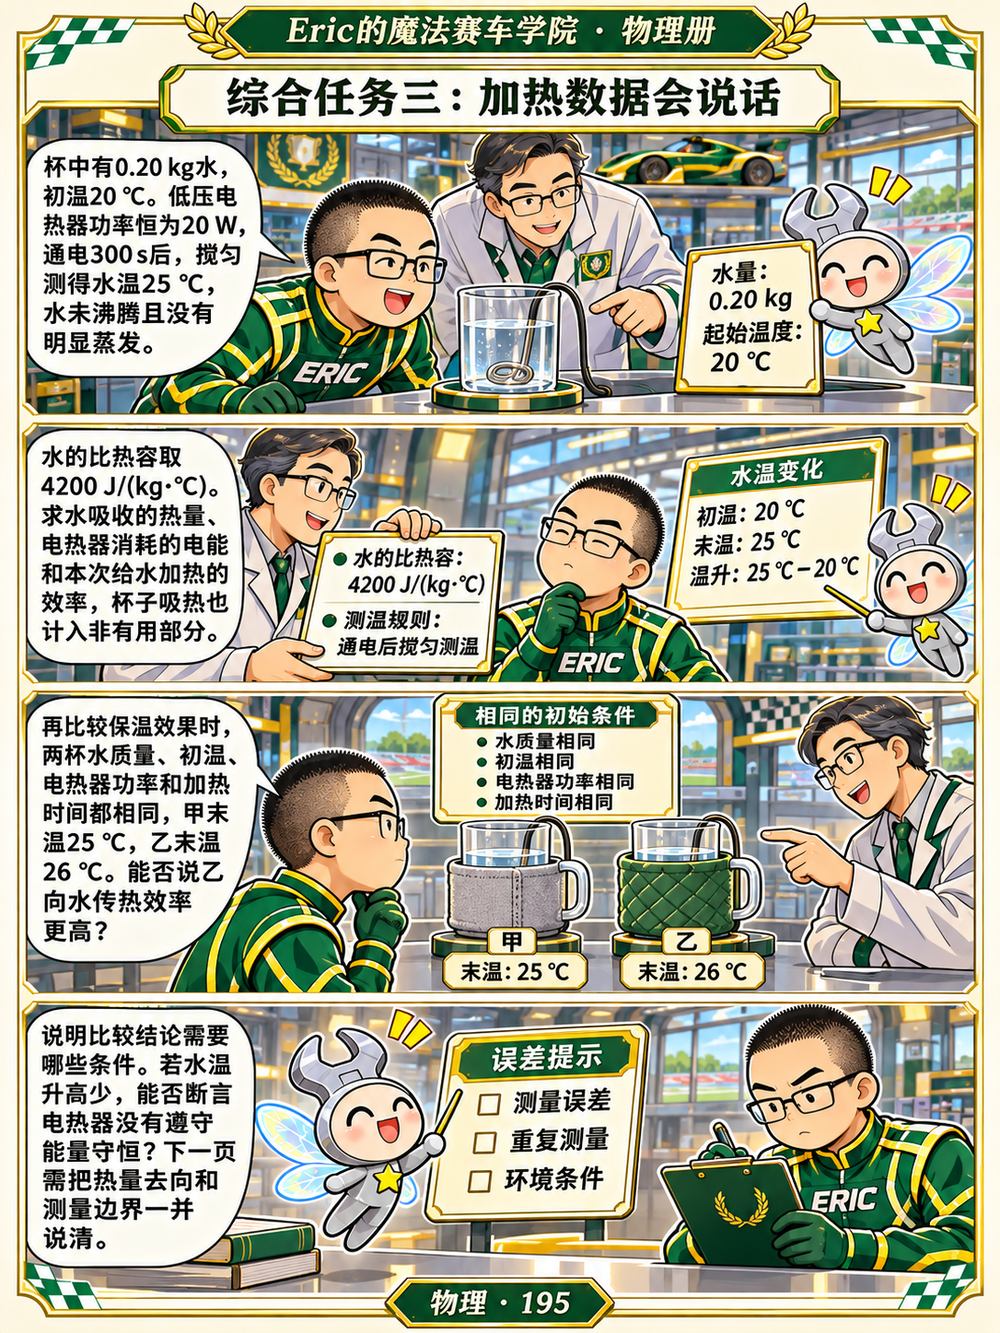 Eric的魔法赛车学院 · 物理册
综合任务三：加热数据会说话
杯中有0.20 kg水，
初温20 ℃。低压电
热器功率恒为20 W，
通电300 s后，搅匀
测得水温25 ℃，
水未沸腾且没有
明显蒸发。
ERIC
水量：
0.20 kg
起始温度：
20 ℃
水的比热容取
4200 J/(kg·℃)。
求水吸收的热量、
电热器消耗的电能
和本次给水加热的
效率，杯子吸热也
计入非有用部分。
水的比热容：
4200 J/(kg·℃)
测温规则：
通电后搅匀测温
ERIC
水温变化
初温：20 ℃
末温：25 ℃
温升：25 ℃−20 ℃
再比较保温效果时，
两杯水质量、初温、
电热器功率和加热
时间都相同，甲末
温25 ℃，乙末温
26 ℃。能否说乙
向水传热效率
更高？
相同的初始条件
水质量相同
初温相同
电热器功率相同
加热时间相同
甲
末温：25 ℃
乙
末温：26 ℃
说明比较结论需要
哪些条件。若水温
升高少，能否断言
电热器没有遵守
能量守恒？下一页
需把热量去向和
测量边界一并
说清。
误差提示
测量误差
重复测量
环境条件
ERIC
物理 · 195